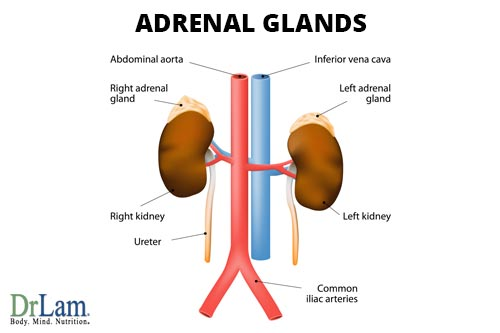 ADRENAL GLANDS
Abdominal aorta
Inferior vena cava
Right adrenal
gland
Left adrenal
gland
Right kidney
Left kidney
Ureter
Common
iliac arteries
DrLam®
Body. Mind. Nutrition.®